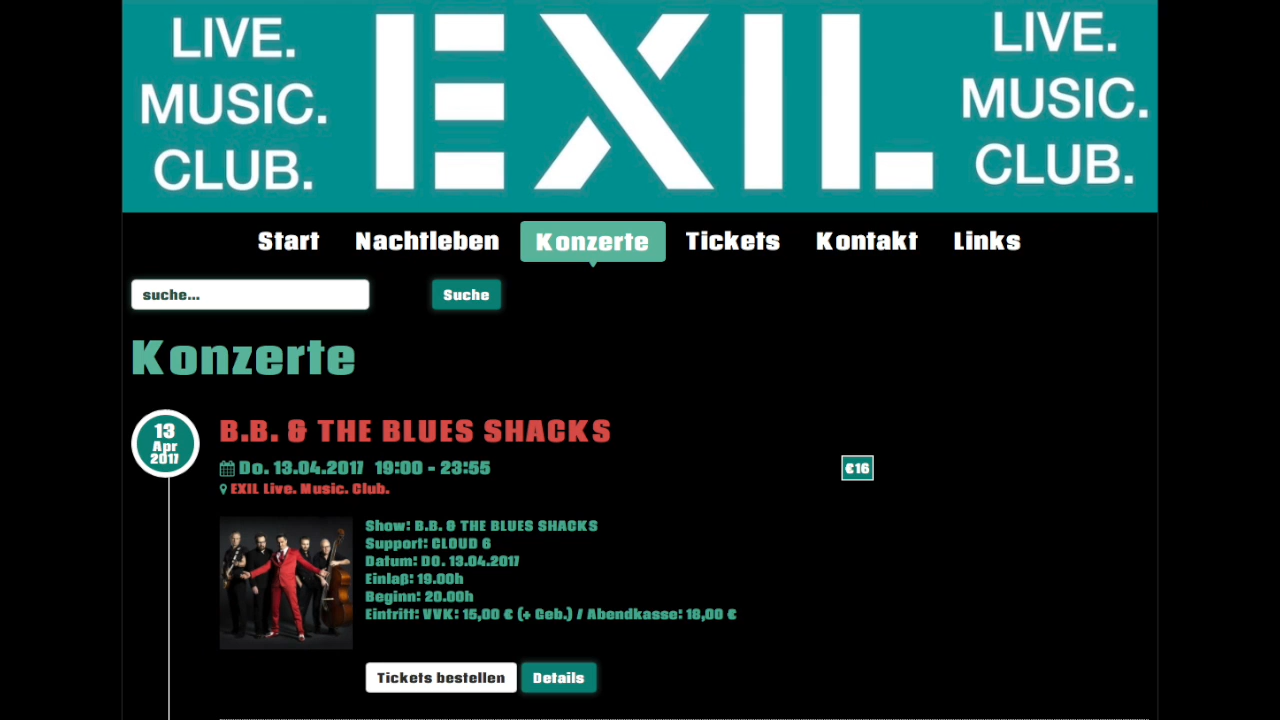 LIVE.
MUSIC.
CLUB.
EXIL
LIVE.
MUSIC.
CLUB.
Start Nachtleben Konzerte Tickets Kontakt Links
suche... Suche
Konzerte
13
Apr
2017
B.B. & THE BLUES SHACKS
Do. 13.04.2017 19:00 - 23:55
€16
EXIL Live. Music. Club.
Show: B.B. & THE BLUES SHACKS
Support: CLOUD 6
Datum: DO. 13.04.2017
Einlaß: 19.00h
Beginn: 20.00h
Eintritt: VVK: 15,00 € (+ Geb.) / Abendkasse: 18,00 €
Tickets bestellen Details